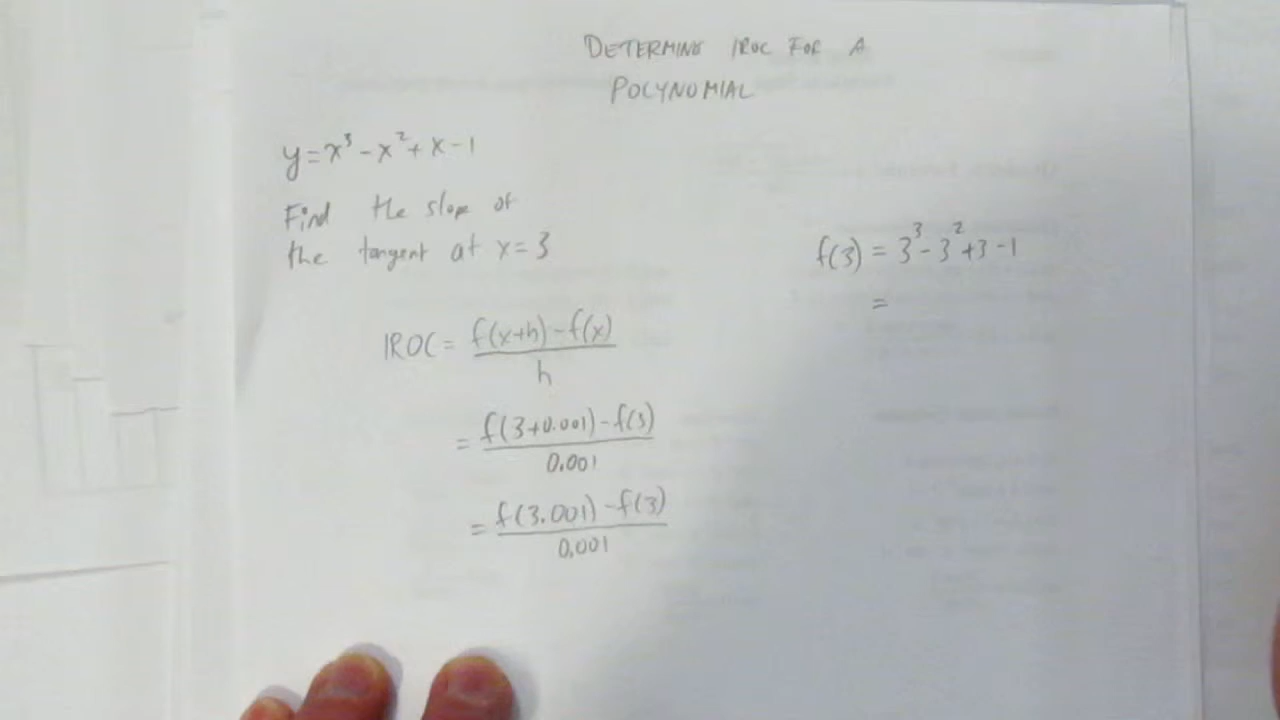 DETERMING IROC FOR A
POLYNOMIAL
y=x³-x²+x-1
Find the slope of
the tangent at x=3
f(3) = 3³-3²+3-1
=
IROC = f(x+h)-f(x)
h
= f(3+0.001)-f(3)
0.001
= f(3.001)-f(3)
0.001